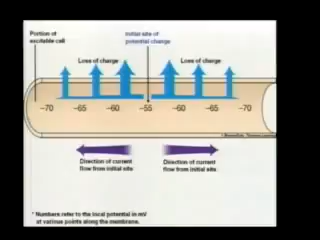 Portion of
excitable cell
Initial site of
potential change
Loss of charge
Loss of charge
−70 −65 −60 −55 −60 −65 −70
Direction of current
flow from initial site
Direction of current
flow from initial site
* Numbers refer to the local potential in mV
at various points along the membrane.